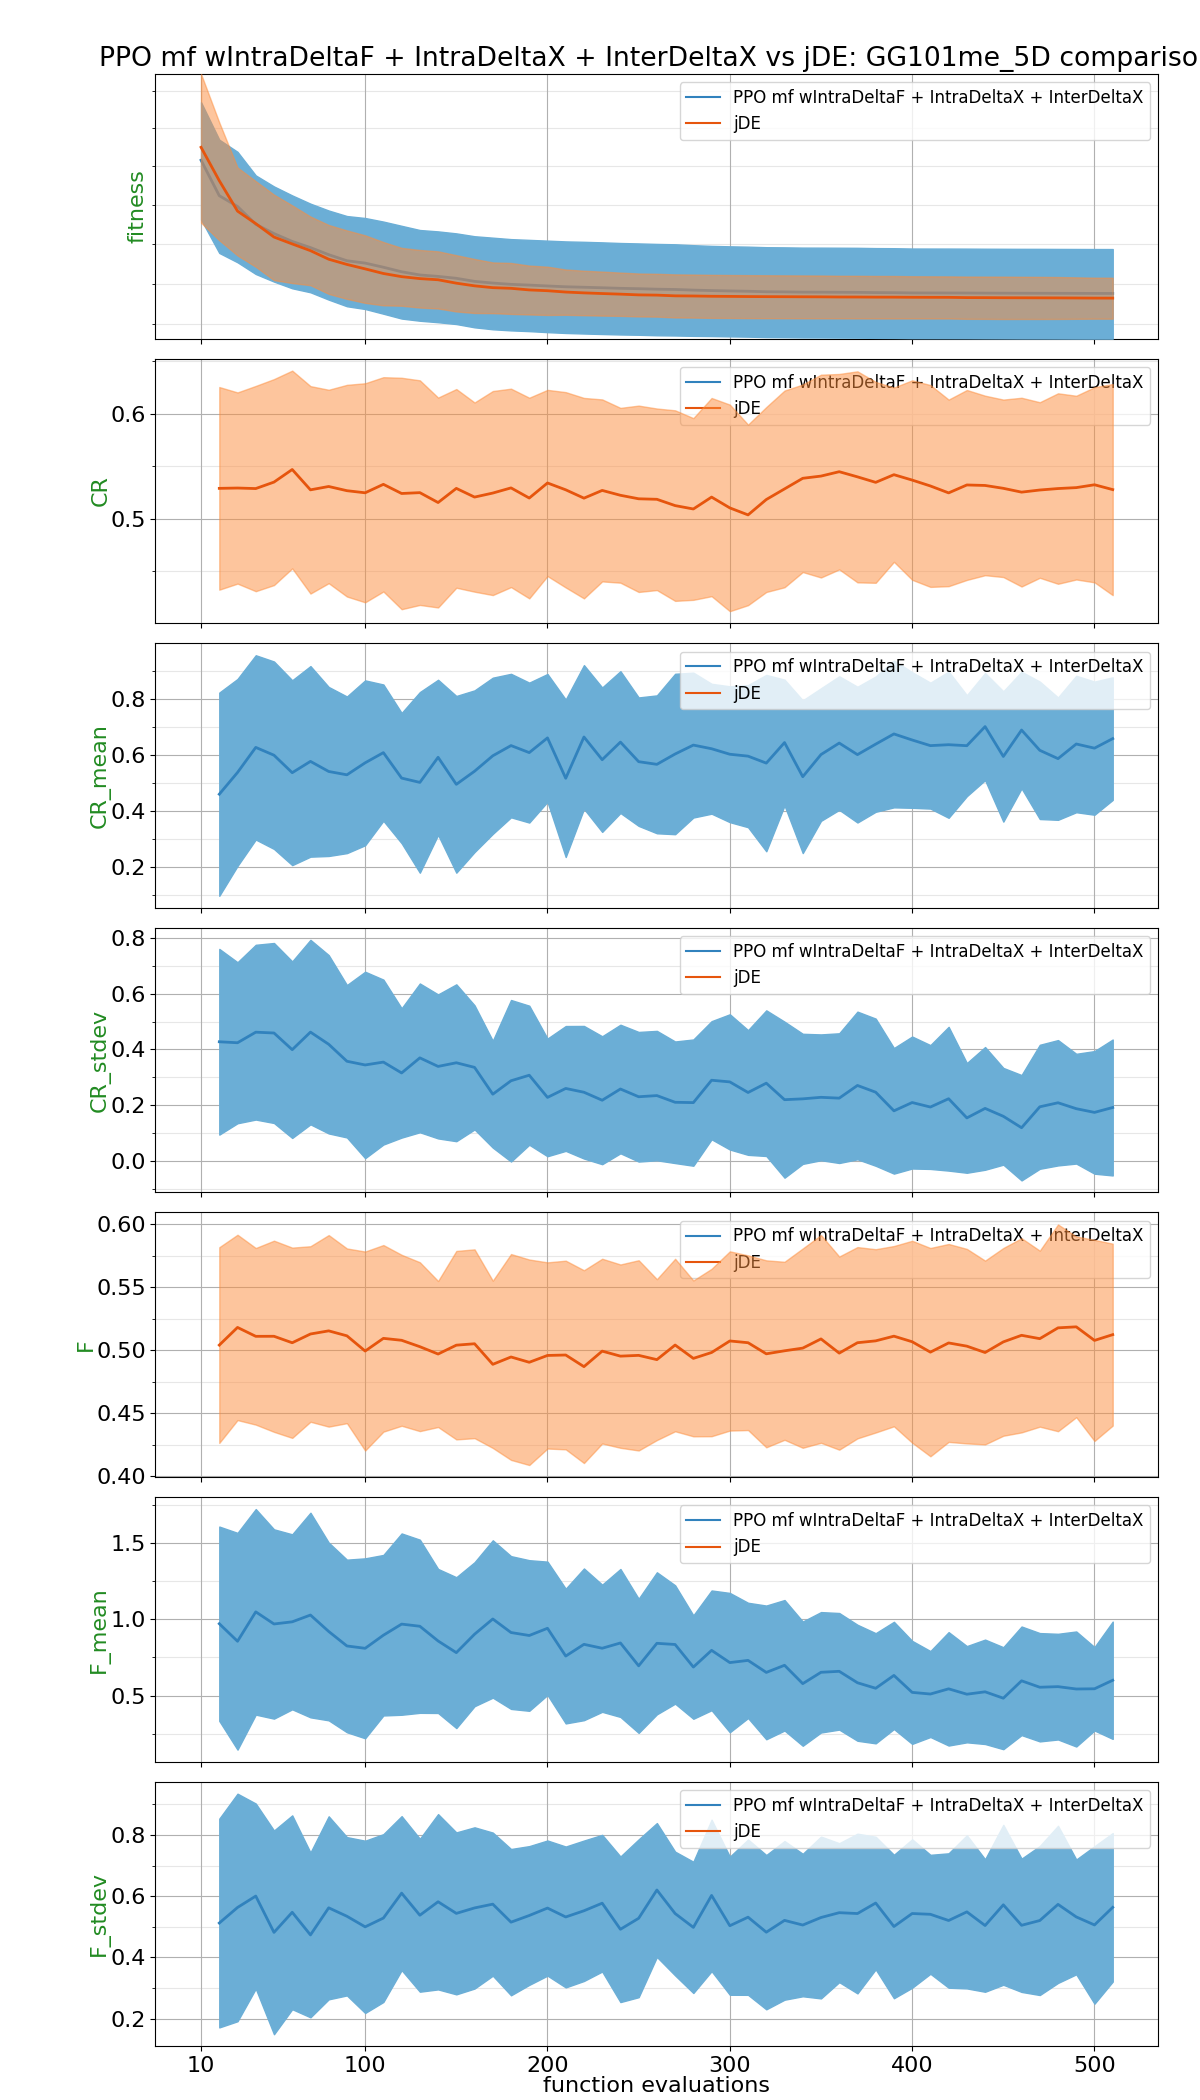 PPO mf wIntraDeltaF + IntraDeltaX + InterDeltaX vs jDE: GG101me_5D compariso
PPO mf wIntraDeltaF + IntraDeltaX + InterDeltaX
jDE
fitness
PPO mf wIntraDeltaF + IntraDeltaX + InterDeltaX
jDE
0.6
0.5
CR
PPO mf wIntraDeltaF + IntraDeltaX + InterDeltaX
jDE
0.8
0.6
0.4
0.2
CR_mean
PPO mf wIntraDeltaF + IntraDeltaX + InterDeltaX
jDE
0.8
0.6
0.4
0.2
0.0
CR_stdev
PPO mf wIntraDeltaF + IntraDeltaX + InterDeltaX
jDE
0.60
0.55
0.50
0.45
0.40
F
PPO mf wIntraDeltaF + IntraDeltaX + InterDeltaX
jDE
1.5
1.0
0.5
F_mean
PPO mf wIntraDeltaF + IntraDeltaX + InterDeltaX
jDE
0.8
0.6
0.4
0.2
F_stdev
10 100 200 300 400 500
function evaluations